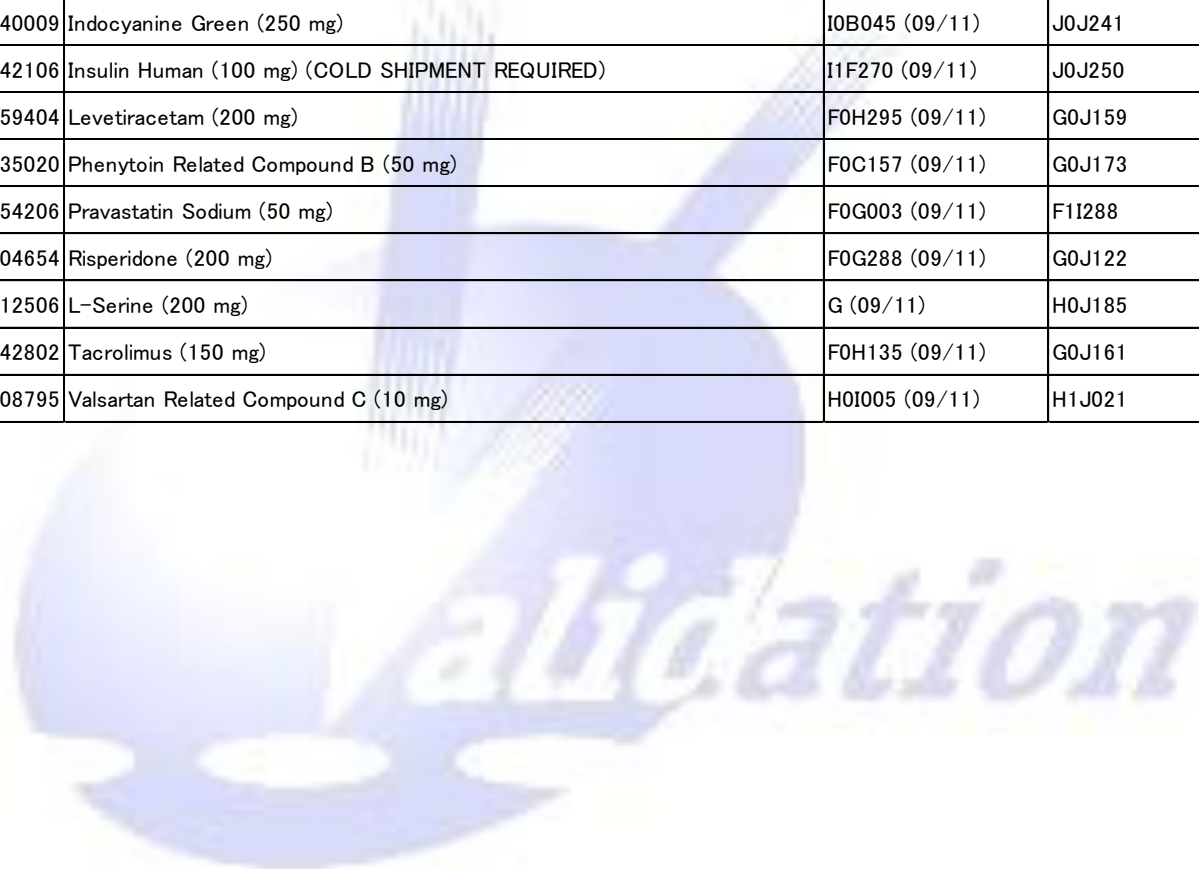 40009 Indocyanine Green (250 mg) I0B045 (09/11) J0J241
42106 Insulin Human (100 mg) (COLD SHIPMENT REQUIRED) I1F270 (09/11) J0J250
59404 Levetiracetam (200 mg) F0H295 (09/11) G0J159
35020 Phenytoin Related Compound B (50 mg) F0C157 (09/11) G0J173
54206 Pravastatin Sodium (50 mg) F0G003 (09/11) F1I288
04654 Risperidone (200 mg) F0G288 (09/11) G0J122
12506 L-Serine (200 mg) G (09/11) H0J185
42802 Tacrolimus (150 mg) F0H135 (09/11) G0J161
08795 Valsartan Related Compound C (10 mg) H0I005 (09/11) H1J021
Validation